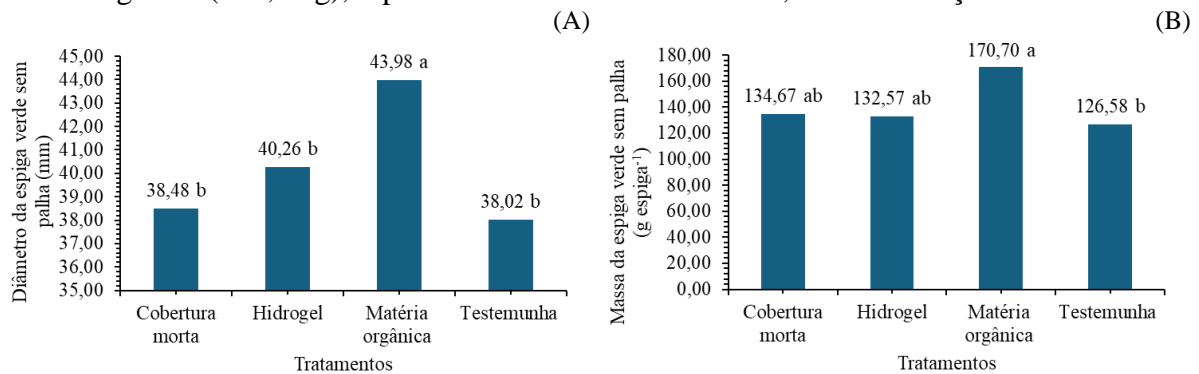 (A)
(B)
Diâmetro da espiga verde sem
palha (mm)
45,00
44,00
43,00
42,00
41,00
40,00
39,00
38,00
37,00
36,00
35,00
38,48 b
40,26 b
43,98 a
38,02 b
Cobertura
morta
Hidrogel
Matéria
orgânica
Testemunha
Tratamentos
Massa da espiga verde sem palha
(g espiga⁻¹)
180,00
160,00
140,00
120,00
100,00
80,00
60,00
40,00
20,00
0,00
134,67 ab
132,57 ab
170,70 a
126,58 b
Cobertura
morta
Hidrogel
Matéria
orgânica
Testemunha
Tratamentos